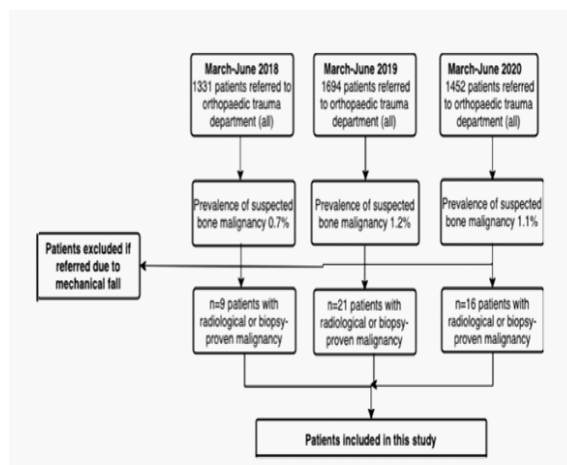 March-June 2018
1331 patients referred to
orthopaedic trauma
department (all)
March-June 2019
1694 patients referred
to orthopaedic trauma
department (all)
March-June 2020
1452 patients referred
to orthopaedic trauma
department (all)
Prevalence of suspected
bone malignancy 0.7%
Prevalence of suspected
bone malignancy 1.2%
Prevalence of suspected
bone malignancy 1.1%
Patients excluded if
referred due to
mechanical fall
n=9 patients with
radiological or biopsy-
proven malignancy
n=21 patients with
radiological or biopsy-
proven malignancy
n=16 patients with
radiological or biopsy-
proven malignancy
Patients included in this study